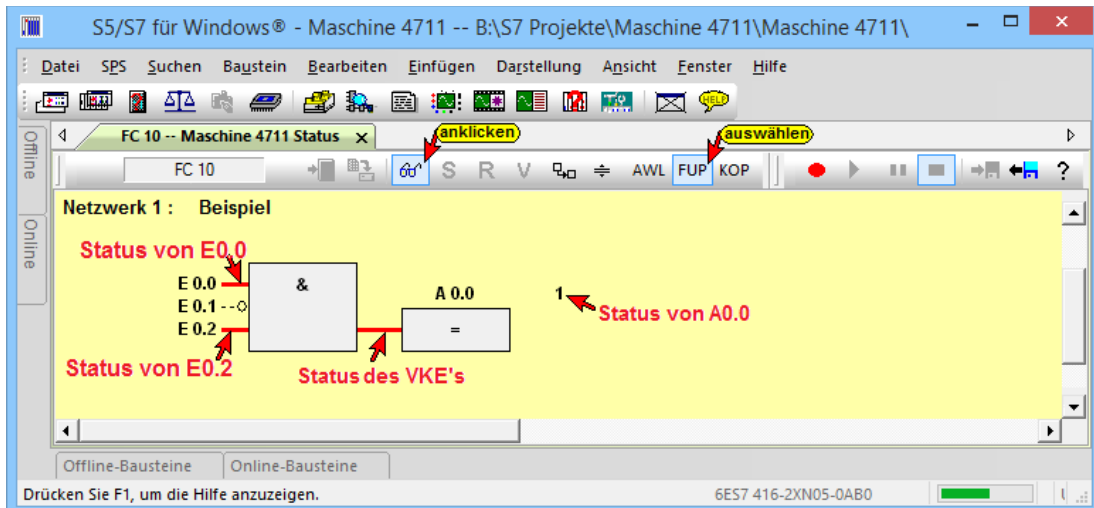 S5/S7 für Windows® - Maschine 4711 -- B:\S7 Projekte\Maschine 4711\Maschine 4711\
Datei SPS Suchen Baustein Bearbeiten Einfügen Darstellung Ansicht Fenster Hilfe
HELP
FC 10 -- Maschine 4711 Status x anklicken auswählen
Offline
FC 10 S R V AWL FUP KOP ?
Online
Netzwerk 1 : Beispiel
Status von E0.0
E 0.0 & A 0.0 1
E 0.1
Status von A0.0
E 0.2 =
Status von E0.2
Status des VKE's
Offline-Bausteine Online-Bausteine
Drücken Sie F1, um die Hilfe anzuzeigen. 6ES7 416-2XN05-0AB0